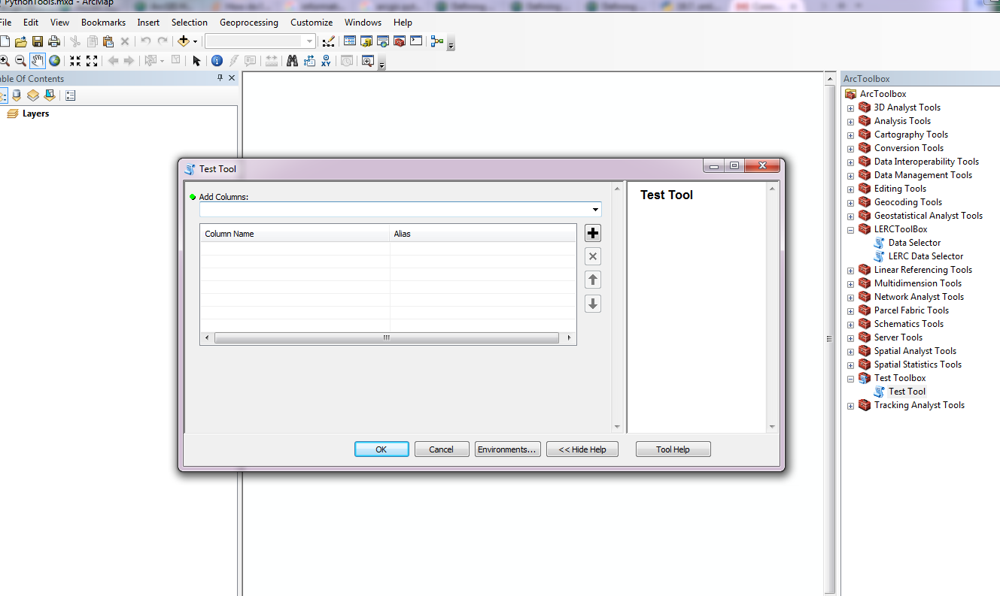 PythonTools.mxd - ArcMap
File Edit View Bookmarks Insert Selection Geoprocessing Customize Windows Help
XY
Table Of Contents
Layers
Test Tool
Add Columns:
Column Name Alias
OK Cancel Environments... << Hide Help Tool Help
Test Tool
ArcToolbox
ArcToolbox
3D Analyst Tools
Analysis Tools
Cartography Tools
Conversion Tools
Data Interoperability Tools
Data Management Tools
Editing Tools
Geocoding Tools
Geostatistical Analyst Tools
LERCToolBox
Data Selector
LERC Data Selector
Linear Referencing Tools
Multidimension Tools
Network Analyst Tools
Parcel Fabric Tools
Schematics Tools
Server Tools
Spatial Analyst Tools
Spatial Statistics Tools
Test Toolbox
Test Tool
Tracking Analyst Tools